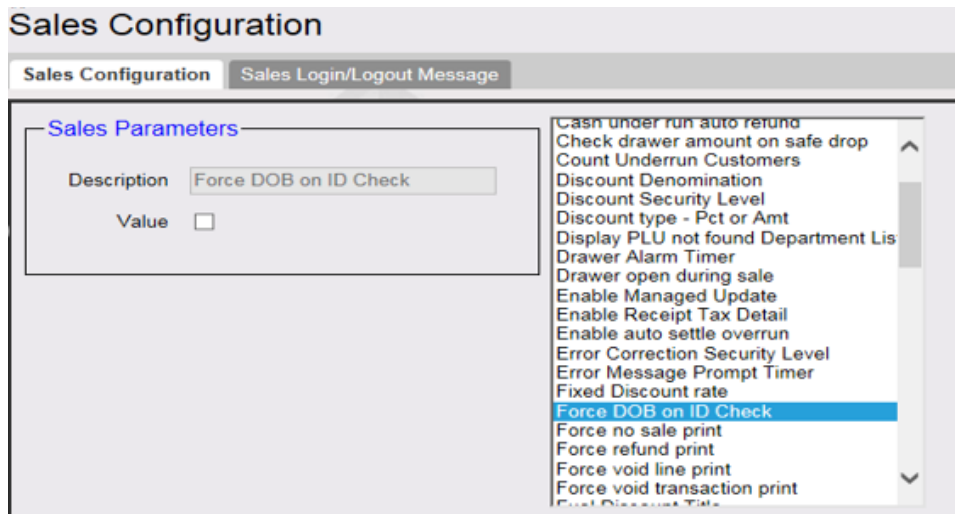 Sales Configuration
Sales Configuration
Sales Login/Logout Message
Sales Parameters
Description
Force DOB on ID Check
Value
Cash under run auto refund
Check drawer amount on safe drop
Count Underrun Customers
Discount Denomination
Discount Security Level
Discount type - Pct or Amt
Display PLU not found Department Lis
Drawer Alarm Timer
Drawer open during sale
Enable Managed Update
Enable Receipt Tax Detail
Enable auto settle overrun
Error Correction Security Level
Error Message Prompt Timer
Fixed Discount rate
Force DOB on ID Check
Force no sale print
Force refund print
Force void line print
Force void transaction print
Fuel Discount Title